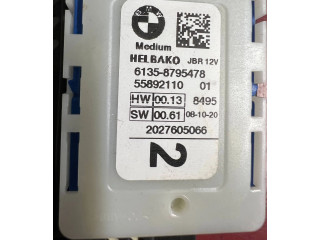 Medium
HELBAKO JBR 12V
6135-8795478
55892110 01
HW 00.13 8495
SW 00.61 08-10-20
2027605066
2